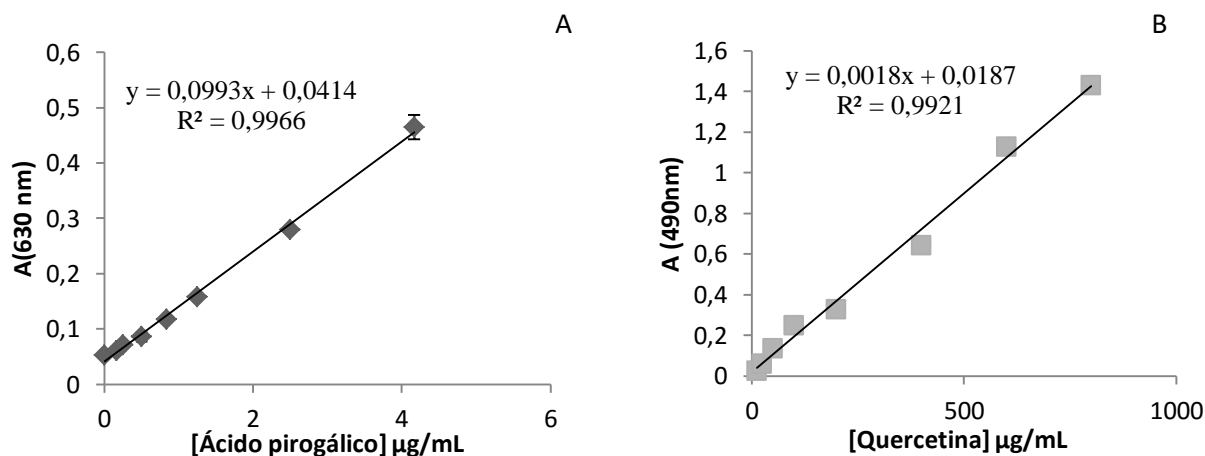 A
0,6
0,5
0,4
0,3
0,2
0,1
0
y = 0,0993x + 0,0414
R² = 0,9966
A(630 nm)
0
2
4
6
[Ácido pirogálico] µg/mL
B
1,6
1,4
1,2
1
0,8
0,6
0,4
0,2
0
y = 0,0018x + 0,0187
R² = 0,9921
A (490nm)
0
500
1000
[Quercetina] µg/mL